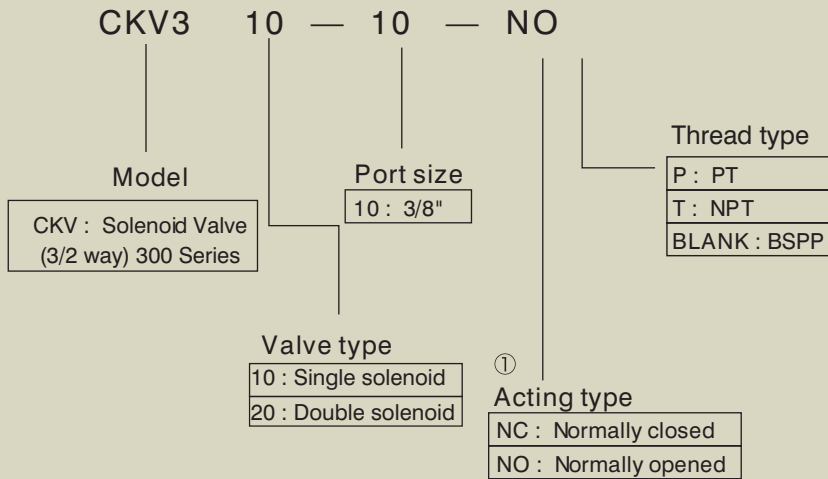 CKV3 10 — 10 — NO
Model
CKV : Solenoid Valve
(3/2 way) 300 Series
Port size
10 : 3/8"
Thread type
P : PT
T : NPT
BLANK : BSPP
Valve type
10 : Single solenoid
20 : Double solenoid
①
Acting type
NC : Normally closed
NO : Normally opened